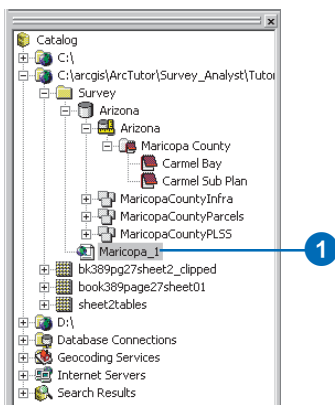 Catalog
C:\
C:\arcgis\ArcTutor\Survey_Analyst\Tutor
Survey
Arizona
Arizona
Maricopa County
Carmel Bay
Carmel Sub Plan
MaricopaCountyInfra
MaricopaCountyParcels
MaricopaCountyPLSS
Maricopa_1
1
bk389pg27sheet2_clipped
book389page27sheet01
sheet2tables
D:\
Database Connections
Geocoding Services
Internet Servers
Search Results